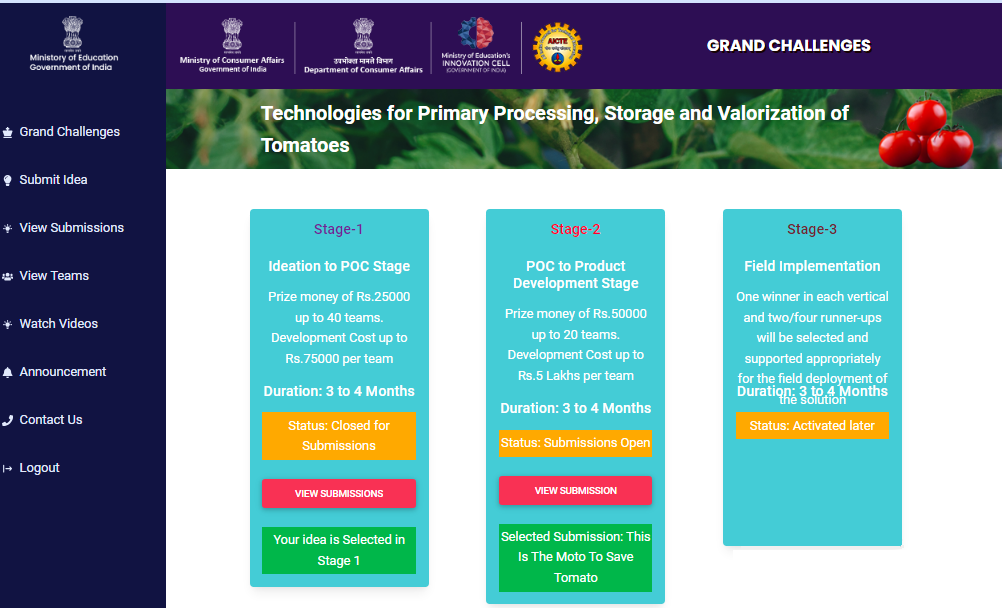 Ministry of Education
Government of India
Grand Challenges
Submit Idea
View Submissions
View Teams
Watch Videos
Announcement
Contact Us
Logout
Ministry of Consumer Affairs
Government of India
उपभोक्ता मामले विभाग
Department of Consumer Affairs
Ministry of Education's
INNOVATION CELL
(GOVERNMENT OF INDIA)
AICTE
GRAND CHALLENGES
Technologies for Primary Processing, Storage and Valorization of
Tomatoes
Stage-1
Ideation to POC Stage
Prize money of Rs.25000
up to 40 teams.
Development Cost up to
Rs.75000 per team
Duration: 3 to 4 Months
Status: Closed for
Submissions
VIEW SUBMISSIONS
Your idea is Selected in
Stage 1
Stage-2
POC to Product
Development Stage
Prize money of Rs.50000
up to 20 teams.
Development Cost up to
Rs.5 Lakhs per team
Duration: 3 to 4 Months
Status: Submissions Open
VIEW SUBMISSION
Selected Submission: This
Is The Moto To Save
Tomato
Stage-3
Field Implementation
One winner in each vertical
and two/four runner-ups
will be selected and
supported appropriately
for the field deployment of
the solution
Duration: 3 to 4 Months
Status: Activated later